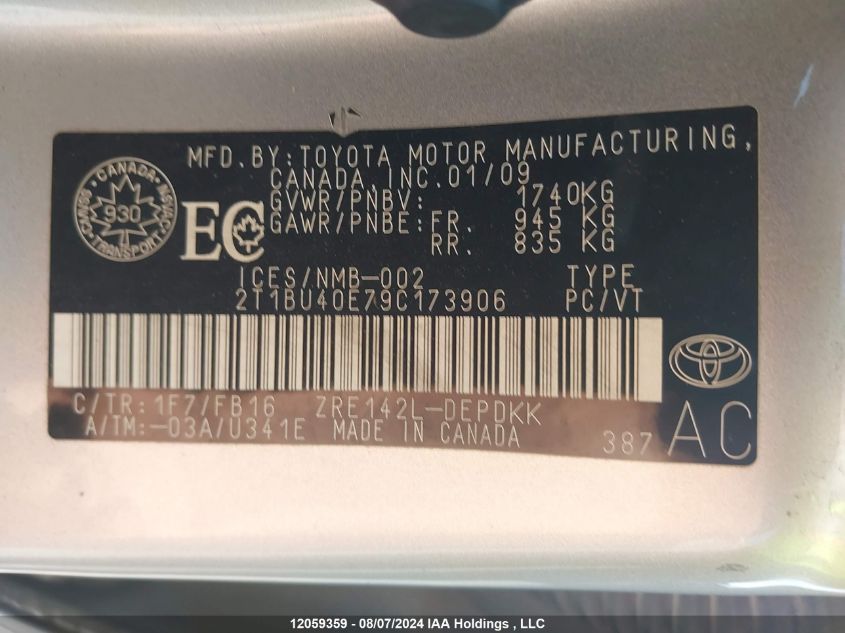 MFD.BY:TOYOTA MOTOR MANUFACTURING,
CANADA,INC.01/09
GVWR/PNBV: 1740KG
GAWR/PNBE:FR. 945 KG
RR. 835 KG
CANADA
930
TRANSPORT
EC
ICES/NMB-002 TYPE
2T1BU40E79C173906 PC/VT
C/TR:1F7/FB16 ZRE142L-DEPDKK
A/TM:-03A/U341E MADE IN CANADA
387 AC
12059359 - 08/07/2024 IAA Holdings , LLC